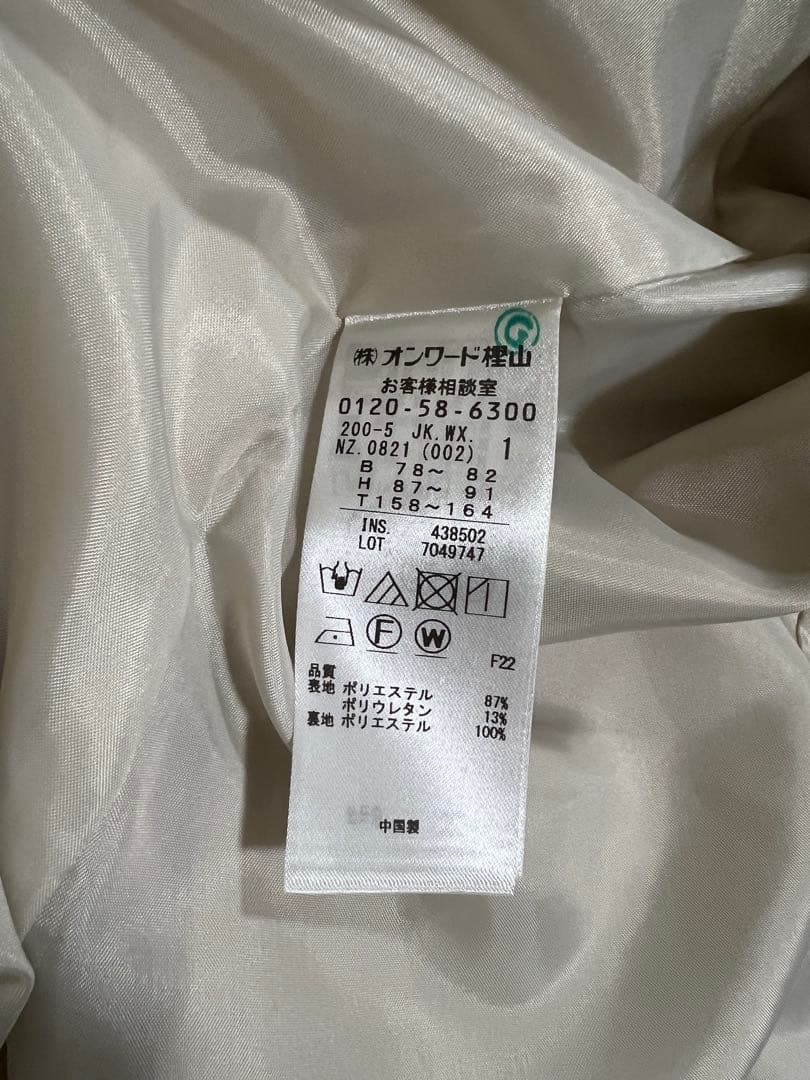 G
㈱オンワード樫山
お客様相談室
0120-58-6300
200-5 JK.WX. 1
NZ.0821 (002)
B 78～ 82
H 87～ 91
T 158～164
INS. 438502
LOT 7049747
F W
F22
品質
表地 ポリエステル 87%
ポリウレタン 13%
裏地 ポリエステル 100%
中国製